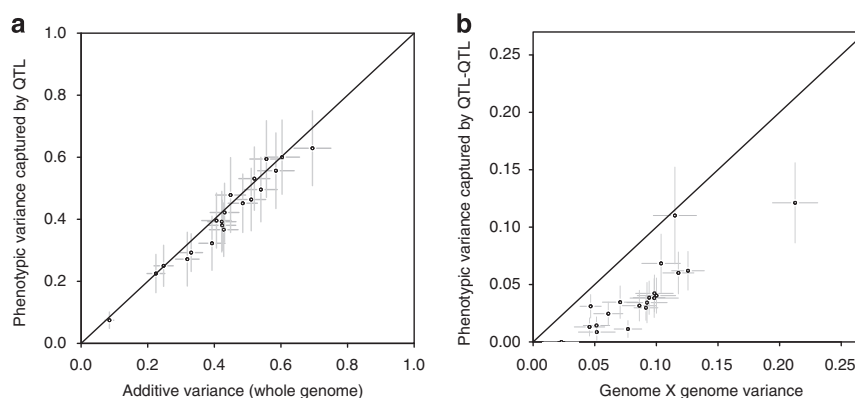 a
Phenotypic variance captured by QTL
1.0
0.8
0.6
0.4
0.2
0.0
0.0 0.2 0.4 0.6 0.8 1.0
Additive variance (whole genome)
b
Phenotypic variance captured by QTL-QTL
0.25
0.20
0.15
0.10
0.05
0.00
0.00 0.05 0.10 0.15 0.20 0.25
Genome X genome variance